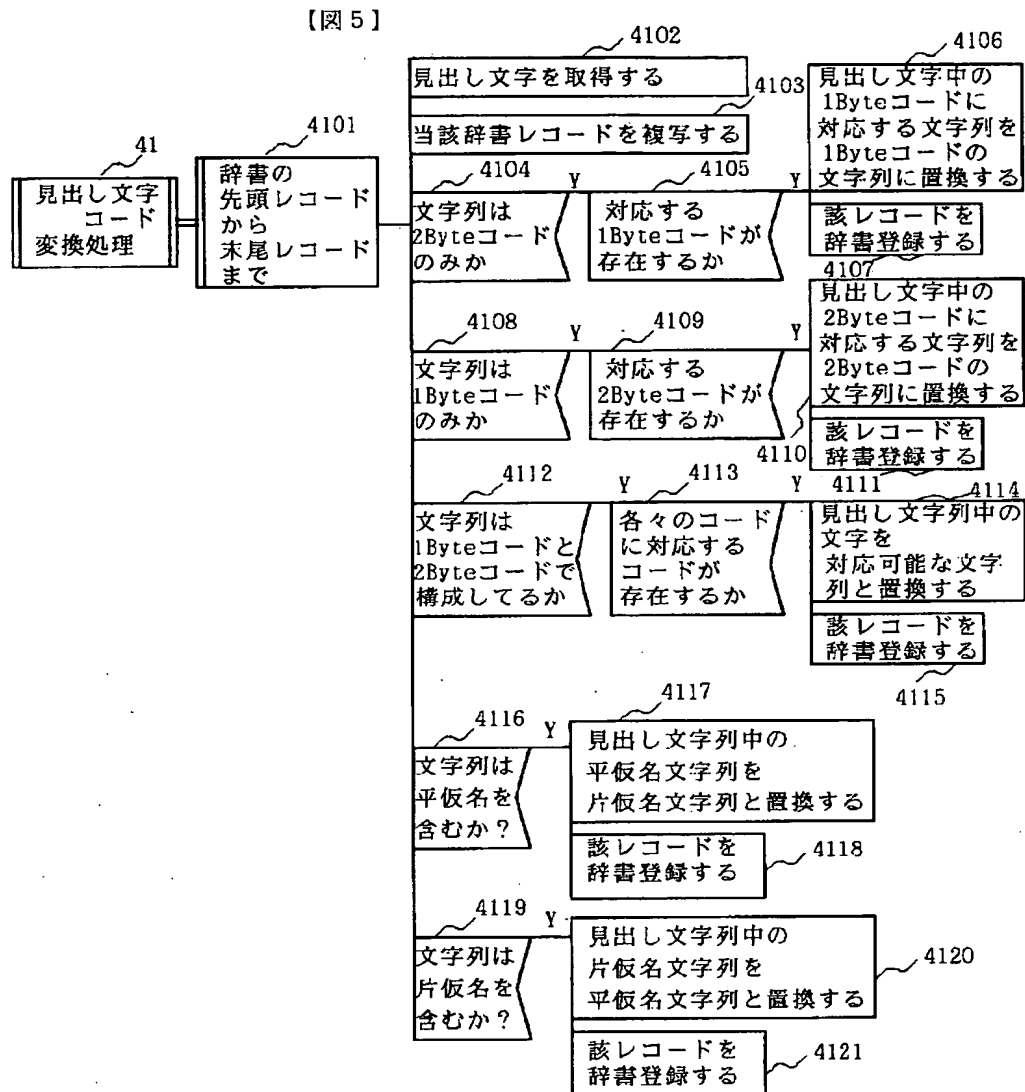 【図5】
41
見出し文字
コード
変換処理
4101
辞書の
先頭レコード
から
末尾レコード
まで
4102
見出し文字を取得する
4103
当該辞書レコードを複写する
4104
文字列は
2Byteコード
のみか
Y
4105
対応する
1Byteコードが
存在するか
Y
4106
見出し文字中の
1Byteコードに
対応する文字列を
1Byteコードの
文字列に置換する
該レコードを
辞書登録する
4107
4108
文字列は
1Byteコード
のみか
Y
4109
対応する
2Byteコードが
存在するか
Y
見出し文字中の
2Byteコードに
対応する文字列を
2Byteコードの
文字列に置換する
4110
該レコードを
辞書登録する
4111
4112
文字列は
1Byteコードと
2Byteコードで
構成してるか
Y
4113
各々のコード
に対応する
コードが
存在するか
Y
4114
見出し文字列中の
文字を
対応可能な文字
列と置換する
該レコードを
辞書登録する
4115
4116
文字列は
平仮名を
含むか?
Y
4117
見出し文字列中の
平仮名文字列を
片仮名文字列と置換する
該レコードを
辞書登録する
4118
4119
文字列は
片仮名を
含むか?
Y
見出し文字列中の
片仮名文字列を
平仮名文字列と置換する
4120
該レコードを
辞書登録する
4121